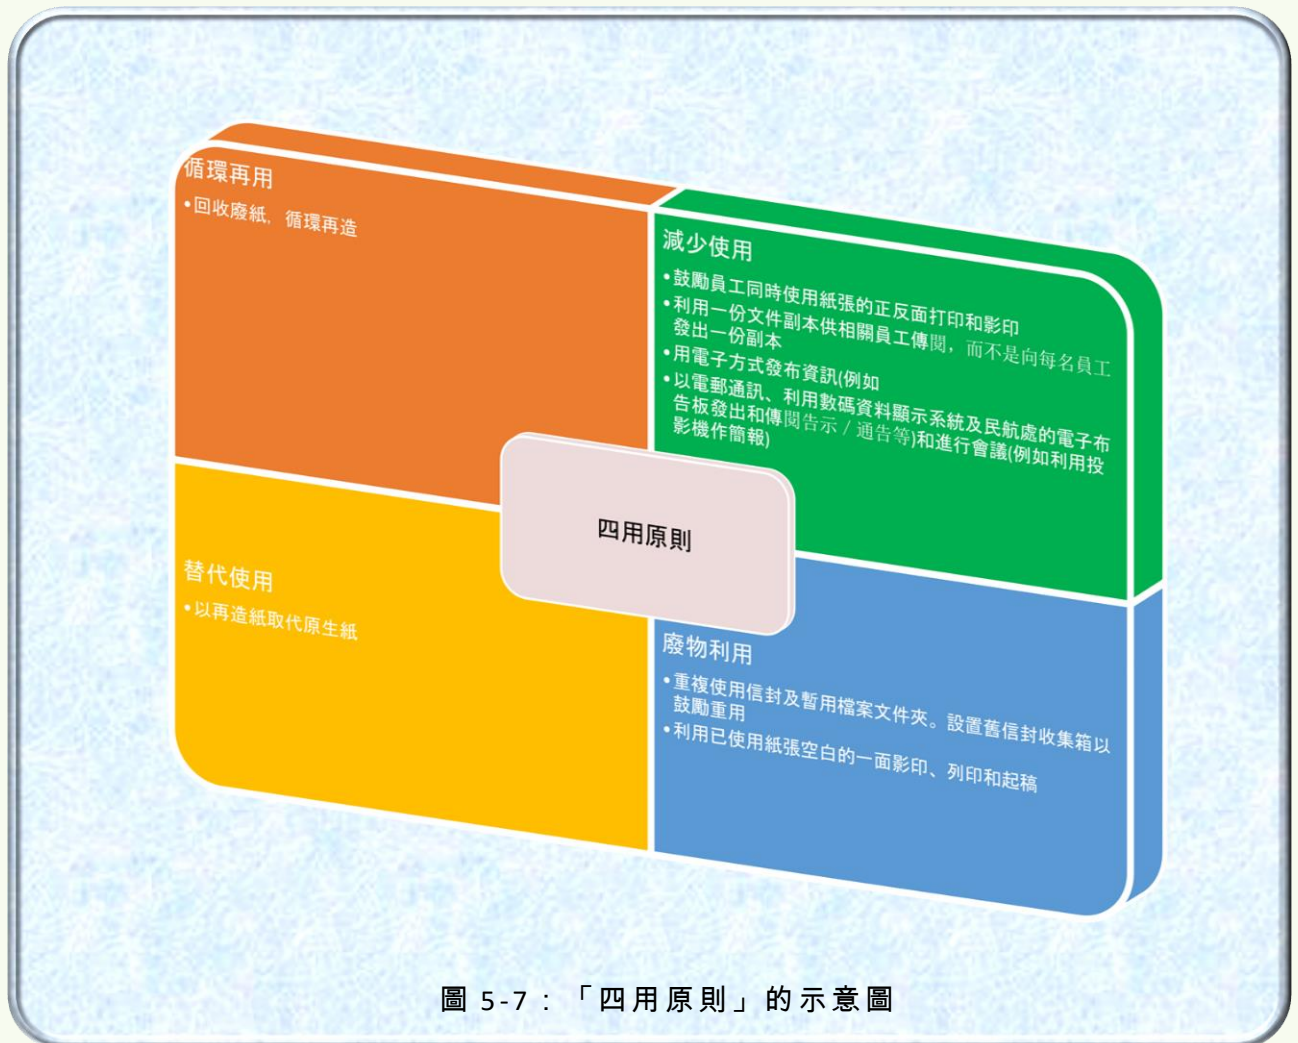 循環再用
•回收廢紙，循環再造
減少使用
•鼓勵員工同時使用紙張的正反面打印和影印
•利用一份文件副本供相關員工傳閱，而不是向每名員工
發出一份副本
•用電子方式發布資訊(例如
•以電郵通訊、利用數碼資料顯示系統及民航處的電子布
告板發出和傳閱告示／通告等)和進行會議(例如利用投
影機作簡報)
四用原則
替代使用
•以再造紙取代原生紙
廢物利用
•重複使用信封及暫用檔案文件夾。設置舊信封收集箱以
鼓勵重用
•利用已使用紙張空白的一面影印、列印和起稿
圖 5-7：「四用原則」的示意圖